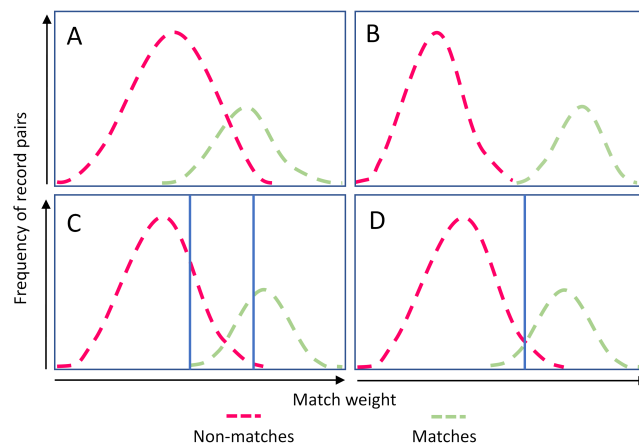 A
B
Frequency of record pairs
C
D
Match weight
Non-matches
Matches